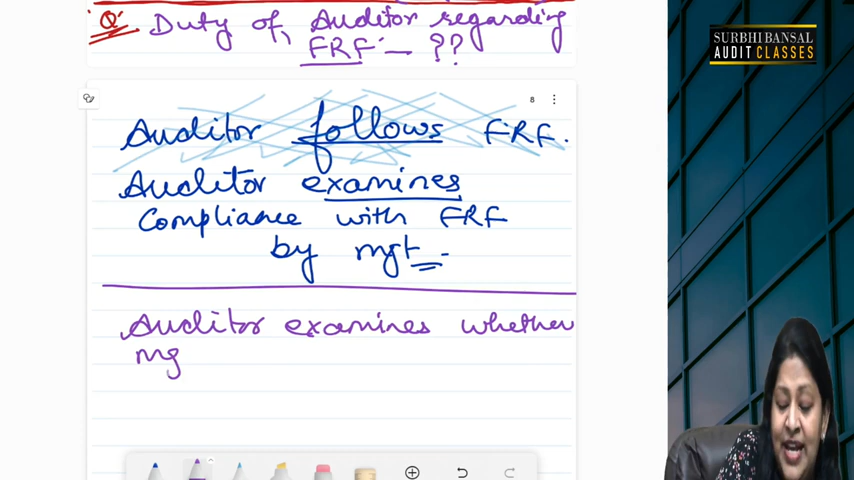 Q. Duty of Auditor regarding
FRF - ??
SURBHI BANSAL
AUDIT CLASSES
8
Auditor follows FRF.
Auditor examines
Compliance with FRF
by mgt.
Auditor examines whether
mg